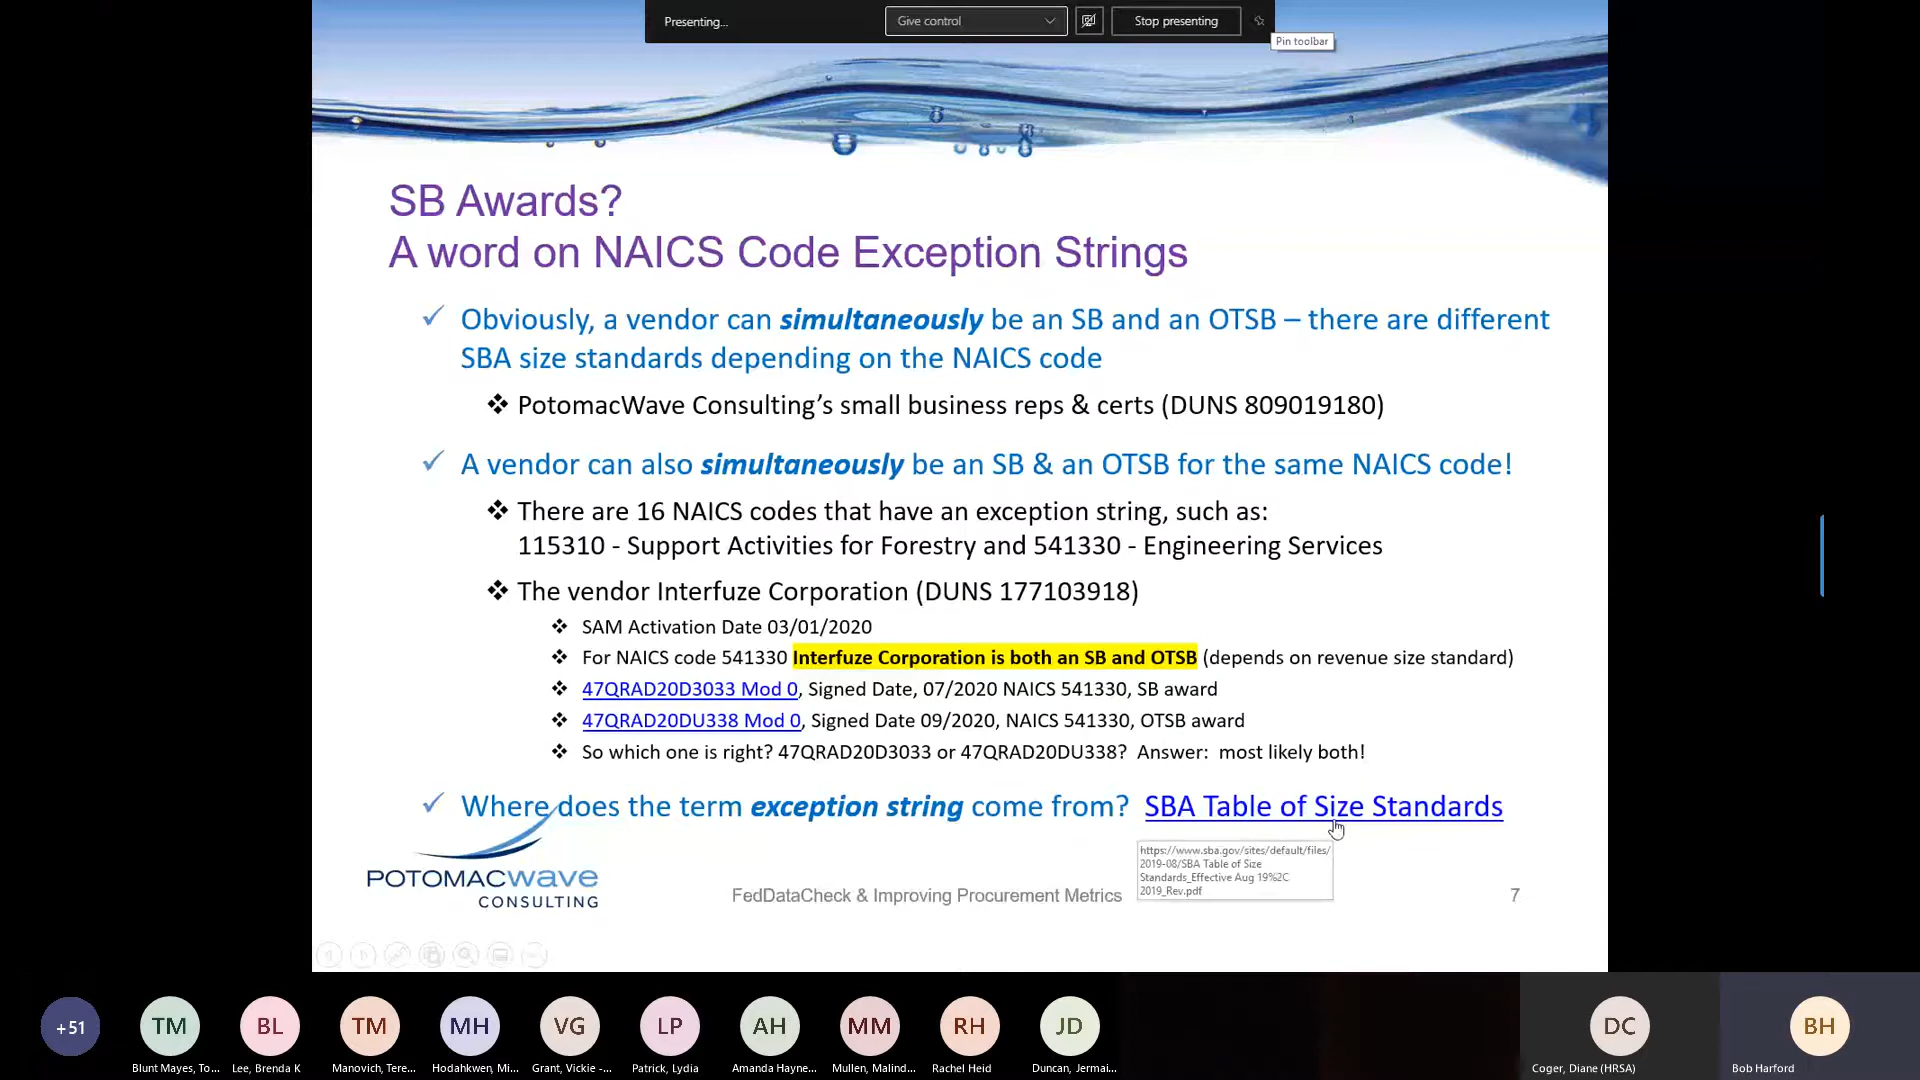 Presenting...
Give control
Stop presenting
Pin toolbar
SB Awards?
A word on NAICS Code Exception Strings
Obviously, a vendor can simultaneously be an SB and an OTSB – there are different
SBA size standards depending on the NAICS code
PotomacWave Consulting’s small business reps & certs (DUNS 809019180)
A vendor can also simultaneously be an SB & an OTSB for the same NAICS code!
There are 16 NAICS codes that have an exception string, such as:
115310 - Support Activities for Forestry and 541330 - Engineering Services
The vendor Interfuze Corporation (DUNS 177103918)
SAM Activation Date 03/01/2020
For NAICS code 541330 Interfuze Corporation is both an SB and OTSB (depends on revenue size standard)
47QRAD20D3033 Mod 0, Signed Date, 07/2020 NAICS 541330, SB award
47QRAD20DU338 Mod 0, Signed Date 09/2020, NAICS 541330, OTSB award
So which one is right? 47QRAD20D3033 or 47QRAD20DU338? Answer: most likely both!
Where does the term exception string come from? SBA Table of Size Standards
https://www.sba.gov/sites/default/files/
2019-08/SBA Table of Size
Standards_Effective Aug 19%2C
2019_Rev.pdf
POTOMACWAVE
CONSULTING
FedDataCheck & Improving Procurement Metrics
7
+51
TM
BL
TM
MH
VG
LP
AH
MM
RH
JD
DC
BH
Blunt Mayes, To...
Lee, Brenda K
Manovich, Tere...
Hodahkwen, Mi...
Grant, Vickie -...
Patrick, Lydia
Amanda Hayne...
Mullen, Malind...
Rachel Heid
Duncan, Jermai...
Coger, Diane (HRSA)
Bob Harford